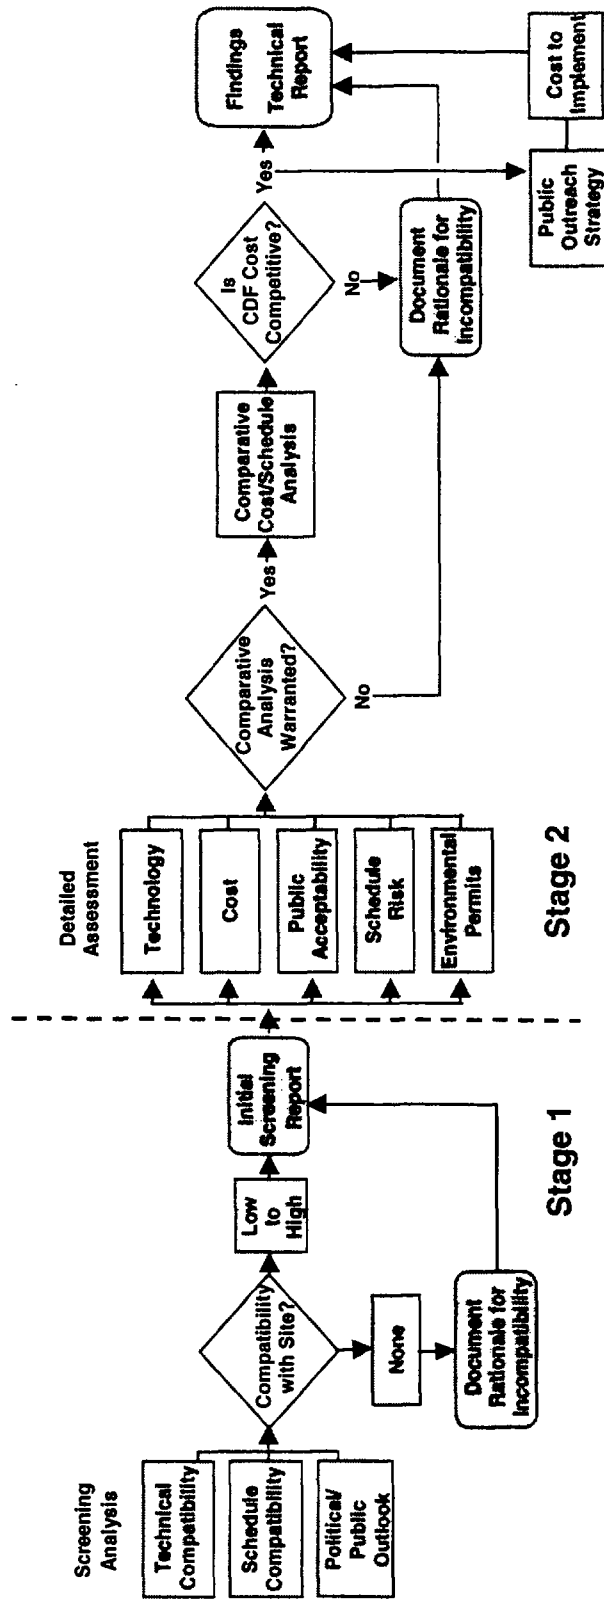 Screening
Analysis
Technical
Compatibility
Schedule
Compatibility
Political/
Public
Outlook
Compatibility
with Site?
Low
to
High
None
Initial
Screening
Report
Document
Rationale for
Incompatibility
Stage 1
Detailed
Assessment
Technology
Cost
Public
Acceptability
Schedule
Risk
Environmental
Permits
Stage 2
Comparative
Analysis
Warranted?
Yes
No
Comparative
Cost/Schedule
Analysis
Is
CDF Cost
Competitive?
Yes
No
Document
Rationale for
Incompatibility
Findings
Technical
Report
Public
Outreach
Strategy
Cost to
Implement